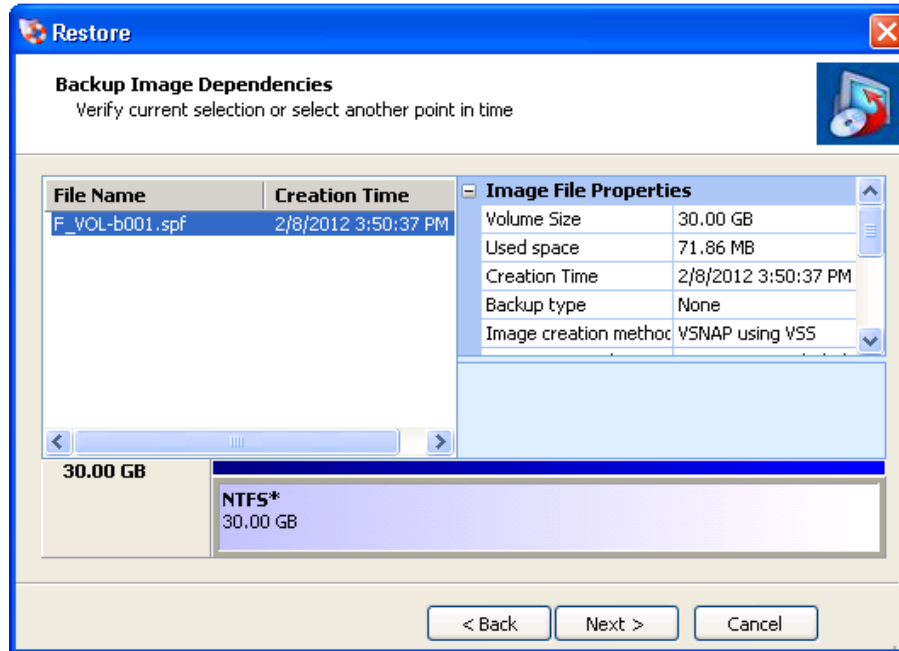 Restore
Backup Image Dependencies
Verify current selection or select another point in time
File Name Creation Time
F_VOL-b001.spf 2/8/2012 3:50:37 PM
Image File Properties
Volume Size 30.00 GB
Used space 71.86 MB
Creation Time 2/8/2012 3:50:37 PM
Backup type None
Image creation method VSNAP using VSS
30.00 GB
NTFS*
30.00 GB
< Back Next > Cancel